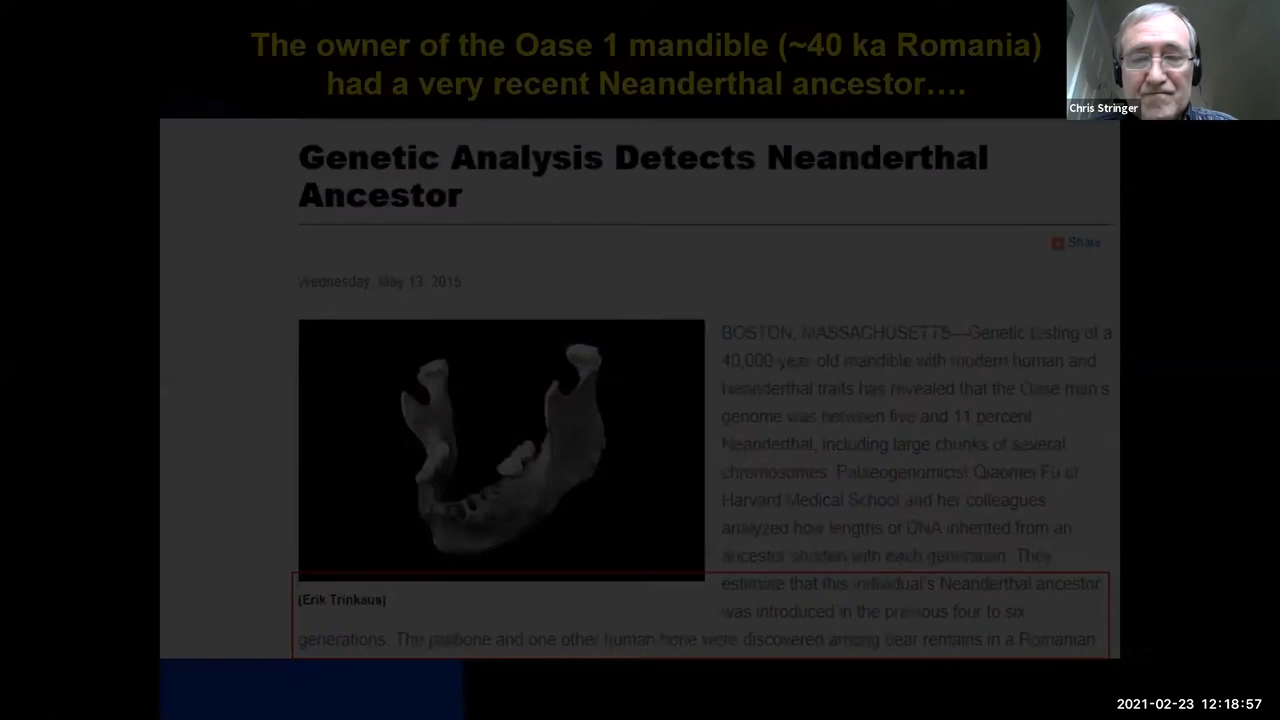 The owner of the Oase 1 mandible (~40 ka Romania)
had a very recent Neanderthal ancestor....
Chris Stringer
Genetic Analysis Detects Neanderthal
Ancestor
Share
Wednesday, May 13, 2015
BOSTON, MASSACHUSETTS—Genetic testing of a
40,000-year-old mandible with modern human and
Neanderthal traits has revealed that the Oase man's
genome was between five and 11 percent
Neanderthal, including large chunks of several
chromosomes. Palaeogenomicist Qiaomei Fu of
Harvard Medical School and her colleagues
analyzed how lengths of DNA inherited from an
ancestor shorten with each generation. They
estimate that this individual's Neanderthal ancestor
(Erik Trinkaus)
was introduced in the previous four to six
generations. The jawbone and one other human bone were discovered among bear remains in a Romanian
2021-02-23 12:18:57